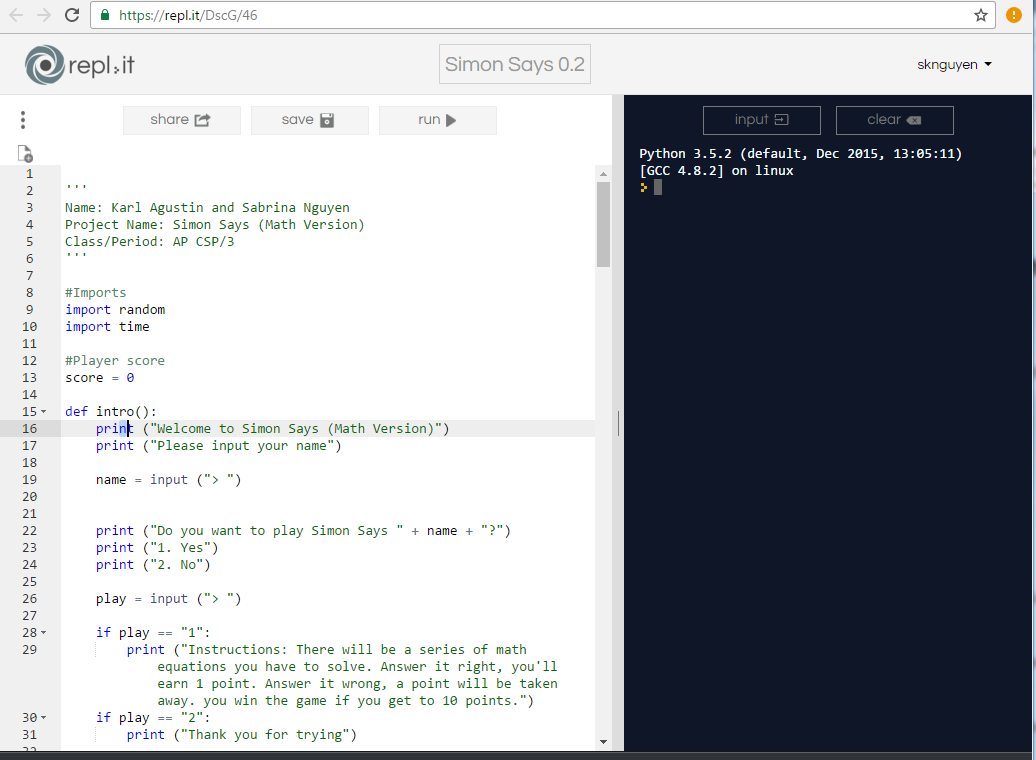 https://repl.it/DscG/46
repl.it
Simon Says 0.2
sknguyen
share
save
run
input
clear
Python 3.5.2 (default, Dec 2015, 13:05:11)
[GCC 4.8.2] on linux
1
2 '''
3 Name: Karl Agustin and Sabrina Nguyen
4 Project Name: Simon Says (Math Version)
5 Class/Period: AP CSP/3
6 '''
7
8 #Imports
9 import random
10 import time
11
12 #Player score
13 score = 0
14
15 def intro():
16 print ("Welcome to Simon Says (Math Version)")
17 print ("Please input your name")
18
19 name = input ("> ")
20
21
22 print ("Do you want to play Simon Says " + name + "?")
23 print ("1. Yes")
24 print ("2. No")
25
26 play = input ("> ")
27
28 if play == "1":
29 print ("Instructions: There will be a series of math
equations you have to solve. Answer it right, you'll
earn 1 point. Answer it wrong, a point will be taken
away. you win the game if you get to 10 points.")
30 if play == "2":
31 print ("Thank you for trying")